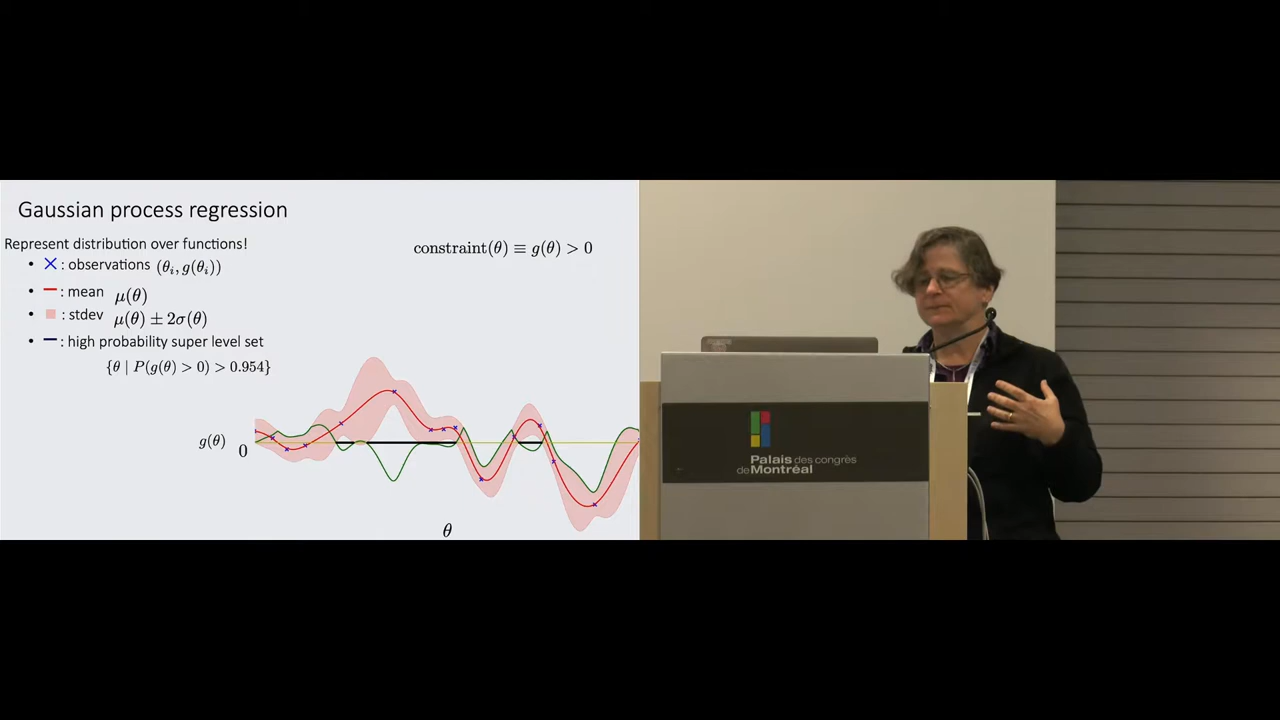 Gaussian process regression
Represent distribution over functions!
• × : observations (θᵢ, g(θᵢ))
• : mean μ(θ)
• : stdev μ(θ) ± 2σ(θ)
• : high probability super level set
{θ | P(g(θ) > 0) > 0.954}
constraint(θ) ≡ g(θ) > 0
g(θ)
0
θ
Palais des congrès
de Montréal